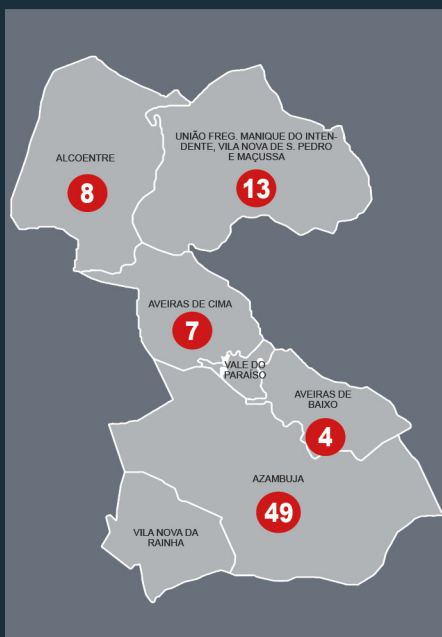 UNIÃO FREG. MANIQUE DO INTEN-
DENTE, VILA NOVA DE S. PEDRO
E MAÇUSSA
13
ALCOENTRE
8
AVEIRAS DE CIMA
7
VALE DO
PARAÍSO
AVEIRAS DE
BAIXO
4
AZAMBUJA
49
VILA NOVA DA
RAINHA